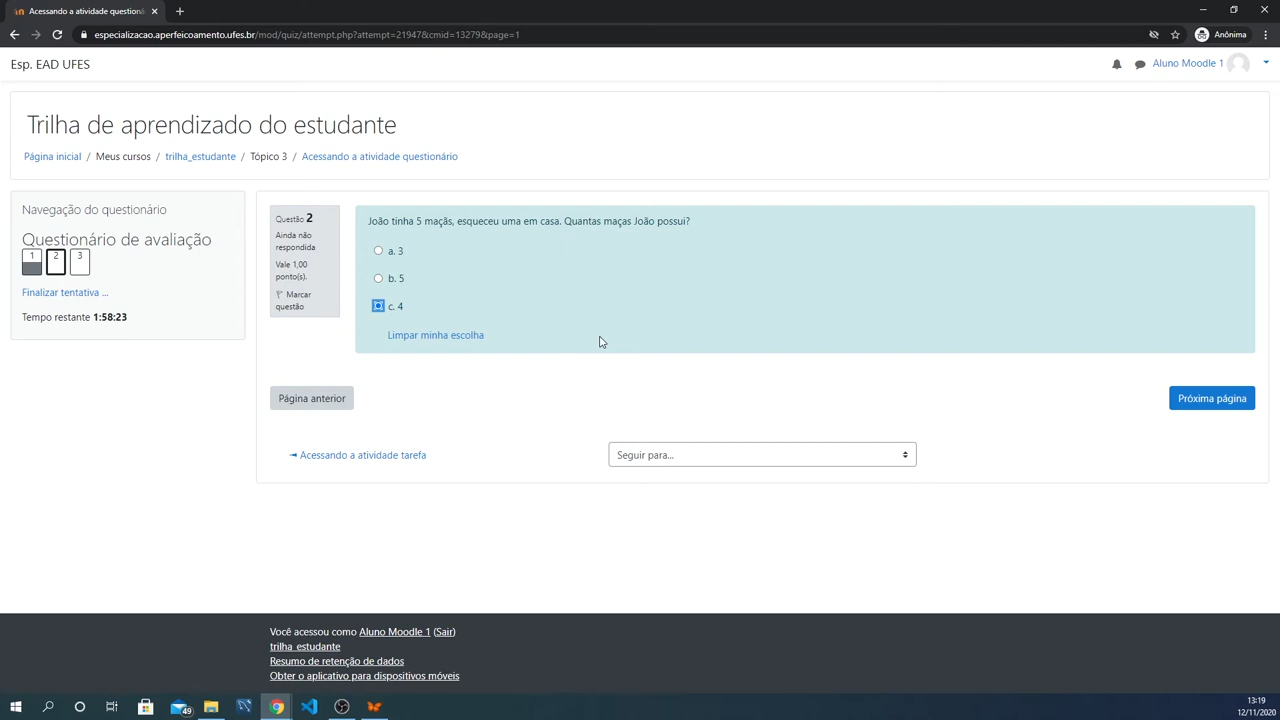 Acessando a atividade questioná
especializacao.aperfeicoamento.ufes.br/mod/quiz/attempt.php?attempt=21947&cmid=13279&page=1
Anônima
Esp. EAD UFES
Aluno Moodle 1
Trilha de aprendizado do estudante
Página inicial / Meus cursos / trilha_estudante / Tópico 3 / Acessando a atividade questionário
Navegação do questionário
Questionário de avaliação
1 2 3
Finalizar tentativa ...
Tempo restante 1:58:23
Questão 2
Ainda não
respondida
Vale 1,00
ponto(s).
Marcar
questão
João tinha 5 maçãs, esqueceu uma em casa. Quantas maças João possui?
a. 3
b. 5
c. 4
Limpar minha escolha
Página anterior
Próxima página
◄ Acessando a atividade tarefa
Seguir para...
Você acessou como Aluno Moodle 1 (Sair)
trilha_estudante
Resumo de retenção de dados
Obter o aplicativo para dispositivos móveis
49
13:19
12/11/2020